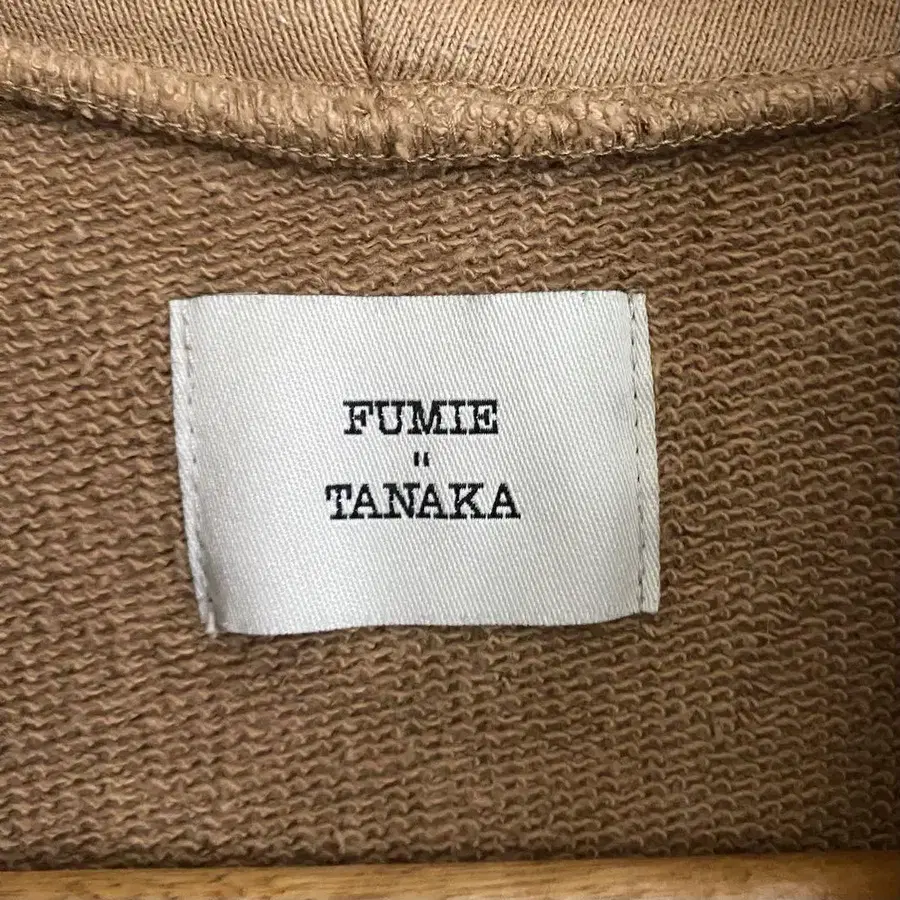 FUMIE
"
TANAKA